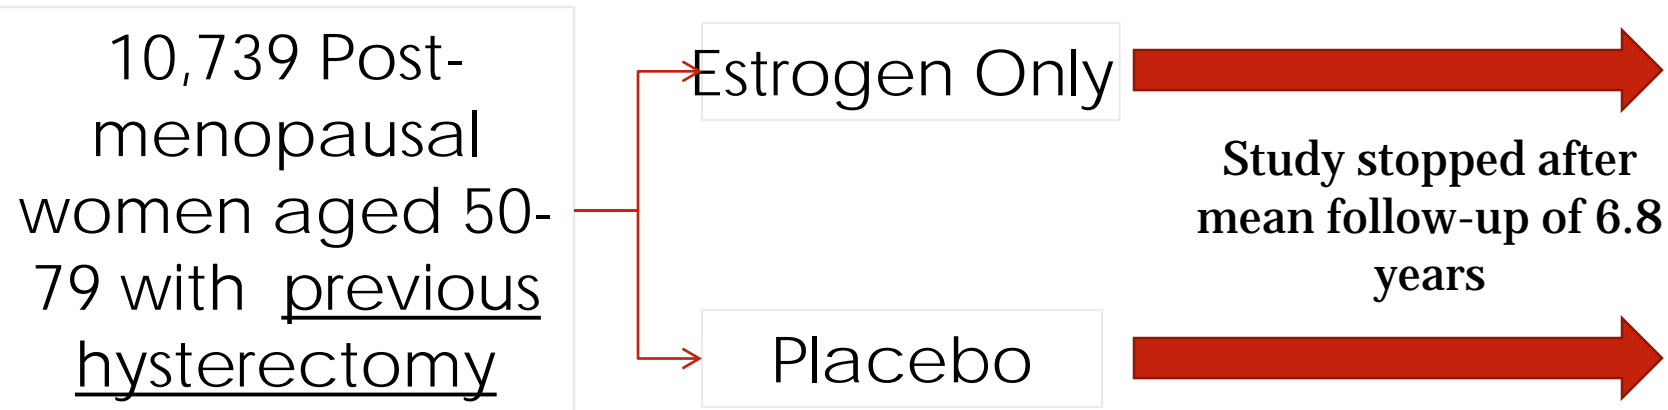 10,739 Post-
menopausal
women aged 50-
79 with previous
hysterectomy
Estrogen Only
Study stopped after
mean follow-up of 6.8
years
Placebo